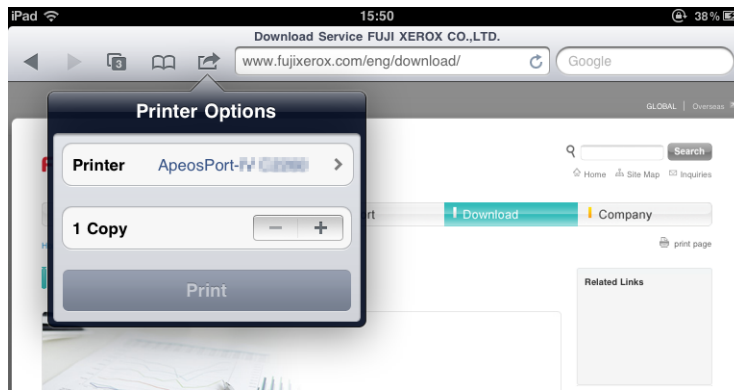 iPad 15:50 38%
Download Service FUJI XEROX CO.,LTD.
3 www.fujixerox.com/eng/download/ Google
Printer Options
GLOBAL | Overseas
Printer ApeosPort-
Search
Home Site Map Inquiries
Download Company
1 Copy
print page
Print
Related Links